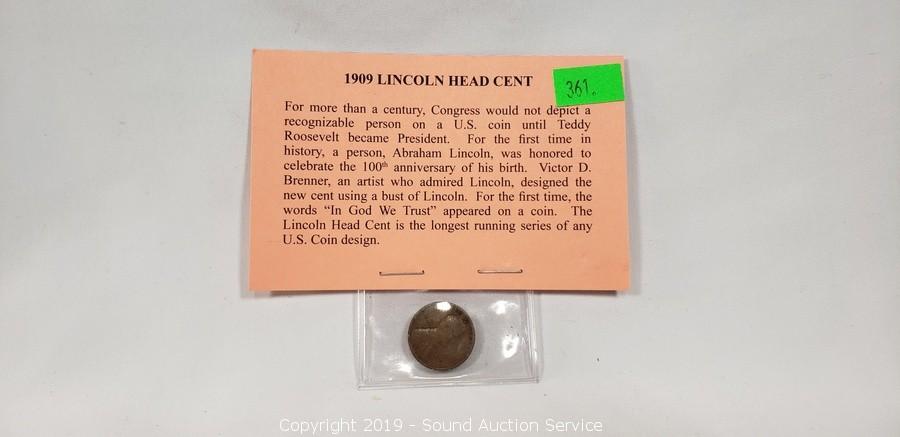 1909 LINCOLN HEAD CENT
361.
For more than a century, Congress would not depict a
recognizable person on a U.S. coin until Teddy
Roosevelt became President. For the first time in
history, a person, Abraham Lincoln, was honored to
celebrate the 100th anniversary of his birth. Victor D.
Brenner, an artist who admired Lincoln, designed the
new cent using a bust of Lincoln. For the first time, the
words “In God We Trust” appeared on a coin. The
Lincoln Head Cent is the longest running series of any
U.S. Coin design.
Copyright 2019 - Sound Auction Service